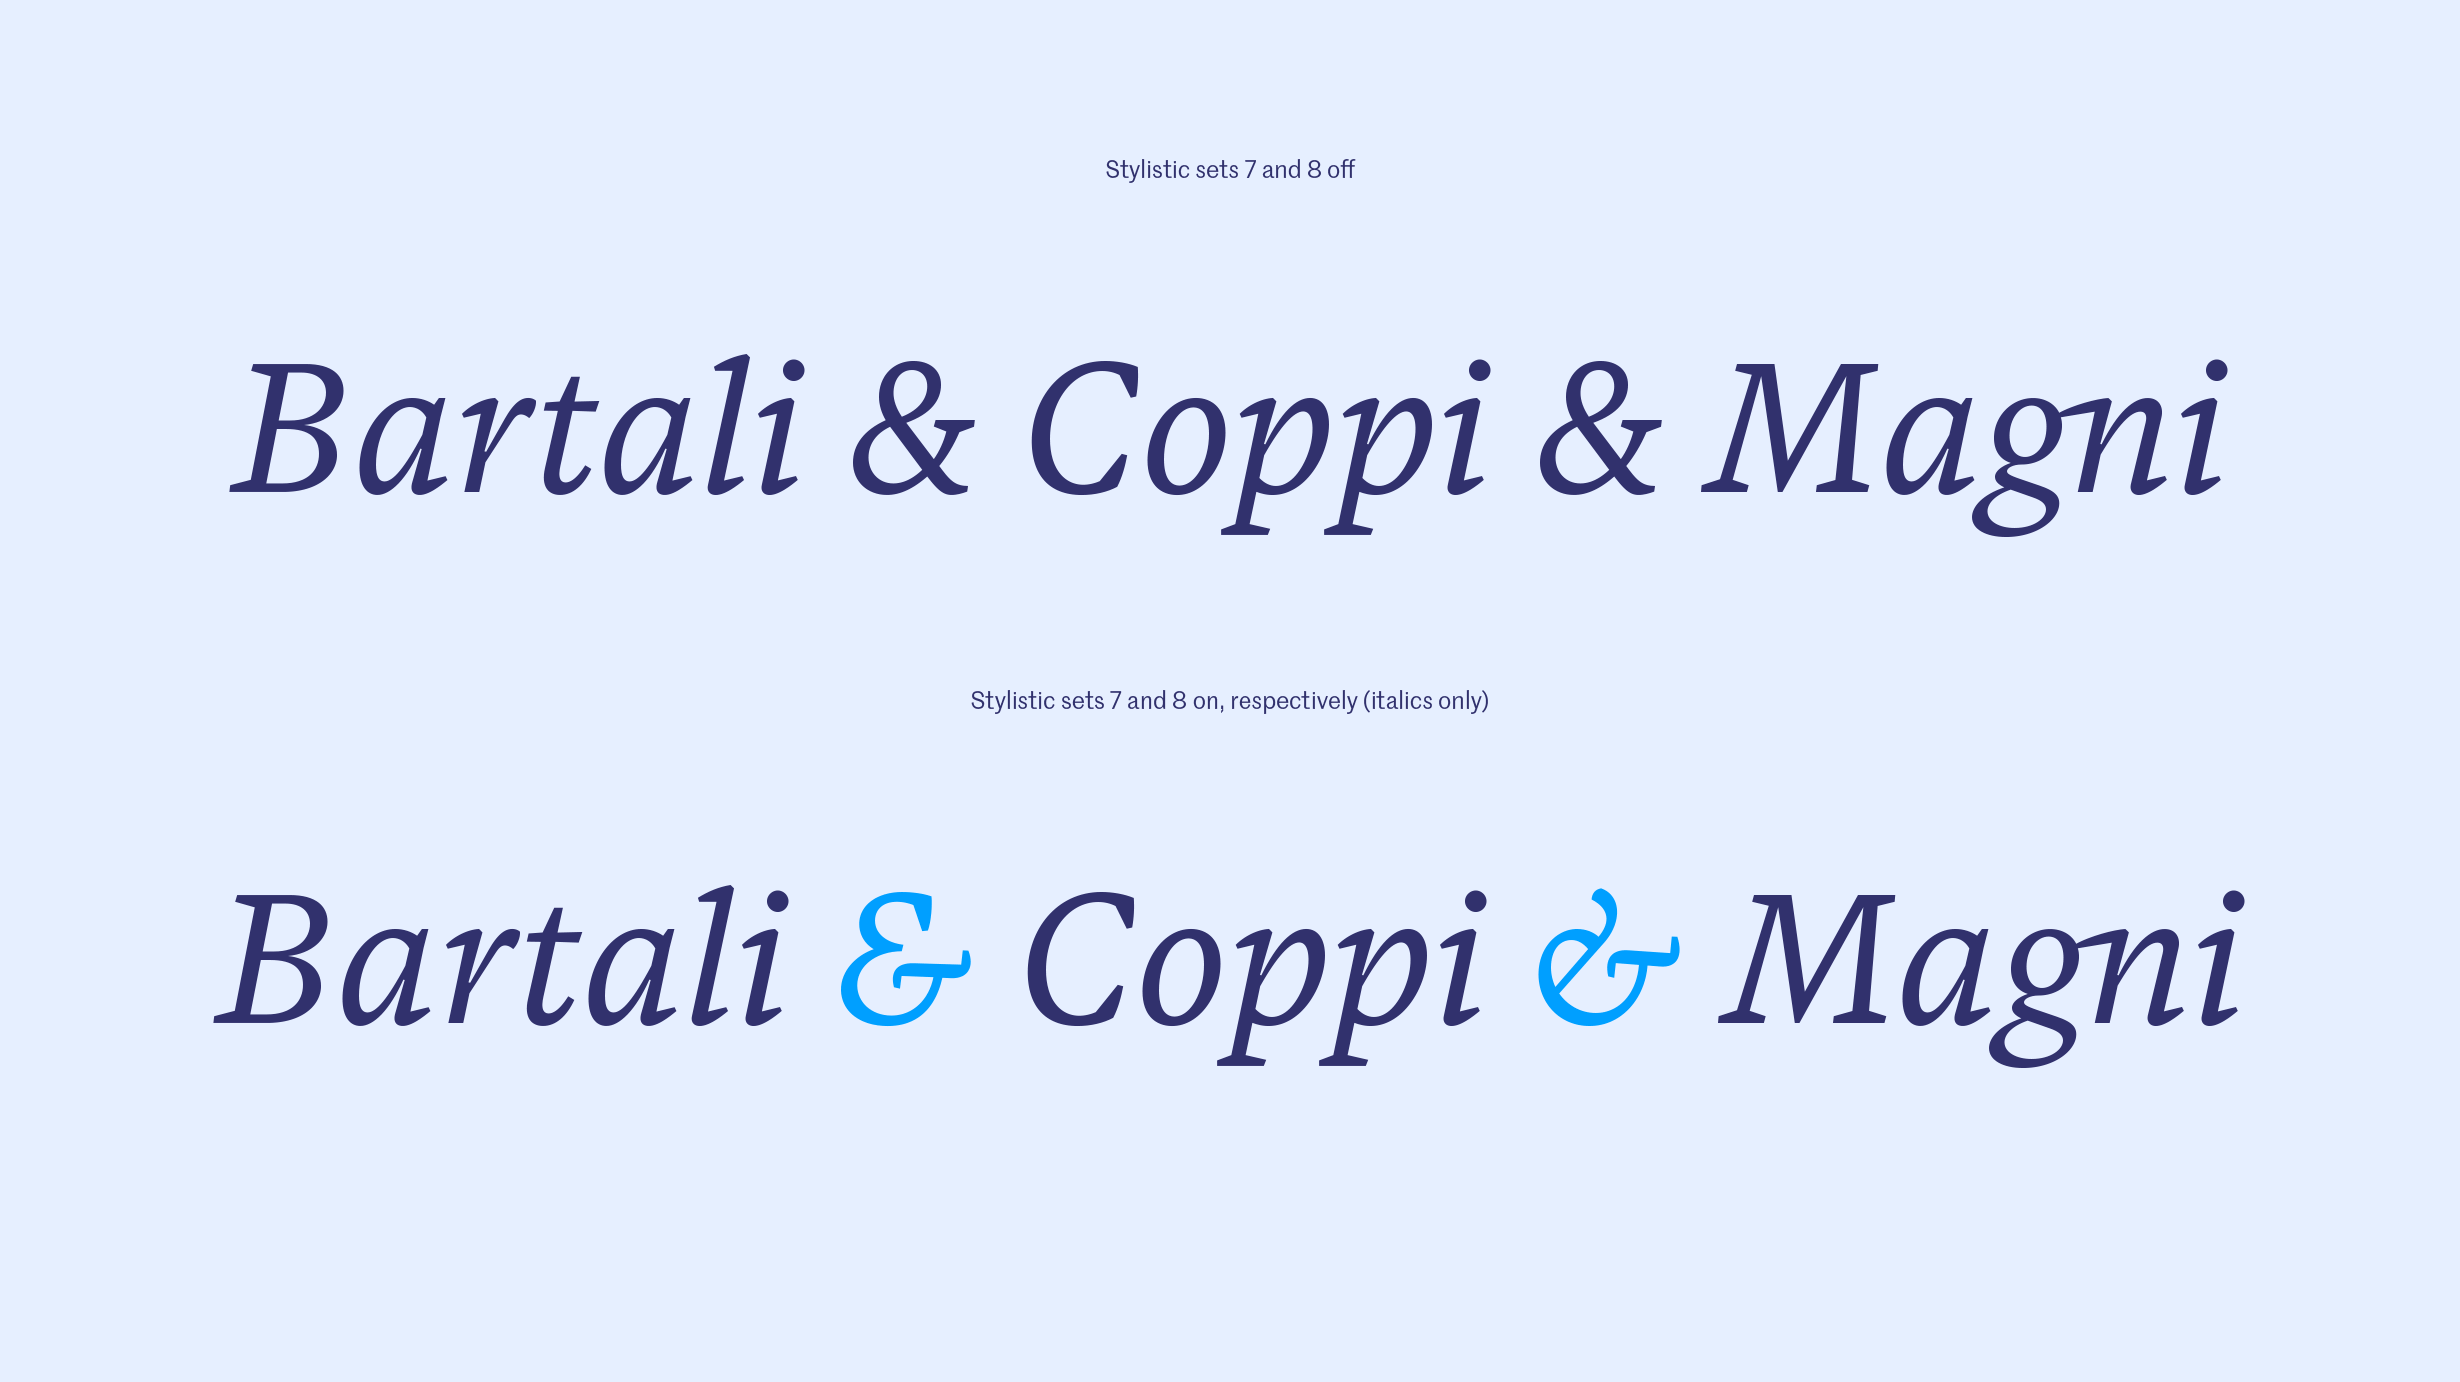 Stylistic sets 7 and 8 off
Bartali & Coppi & Magni
Stylistic sets 7 and 8 on, respectively (italics only)
Bartali & Coppi & Magni